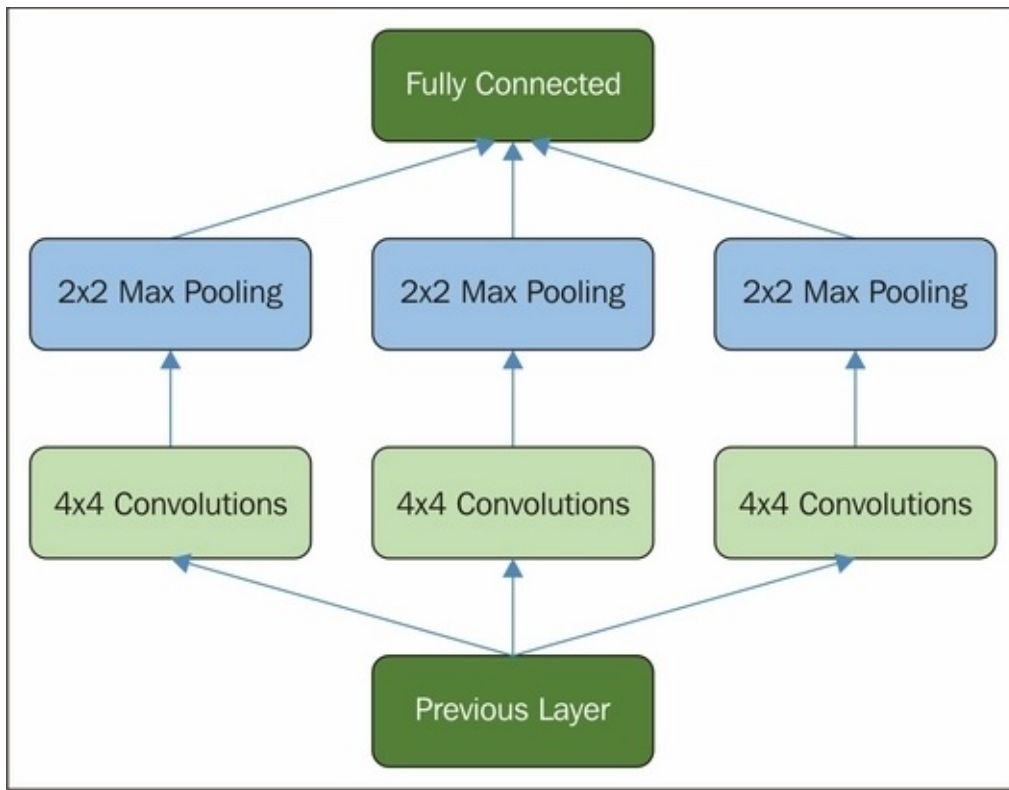 Fully Connected
2x2 Max Pooling
2x2 Max Pooling
2x2 Max Pooling
4x4 Convolutions
4x4 Convolutions
4x4 Convolutions
Previous Layer